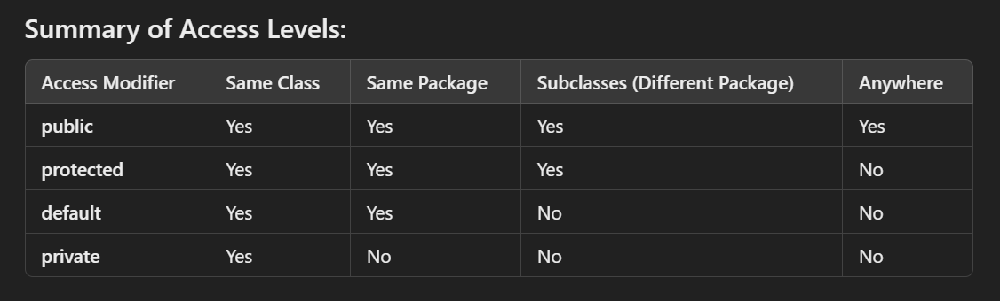 Summary of Access Levels:
Access Modifier Same Class Same Package Subclasses (Different Package) Anywhere
public Yes Yes Yes Yes
protected Yes Yes Yes No
default Yes Yes No No
private Yes No No No